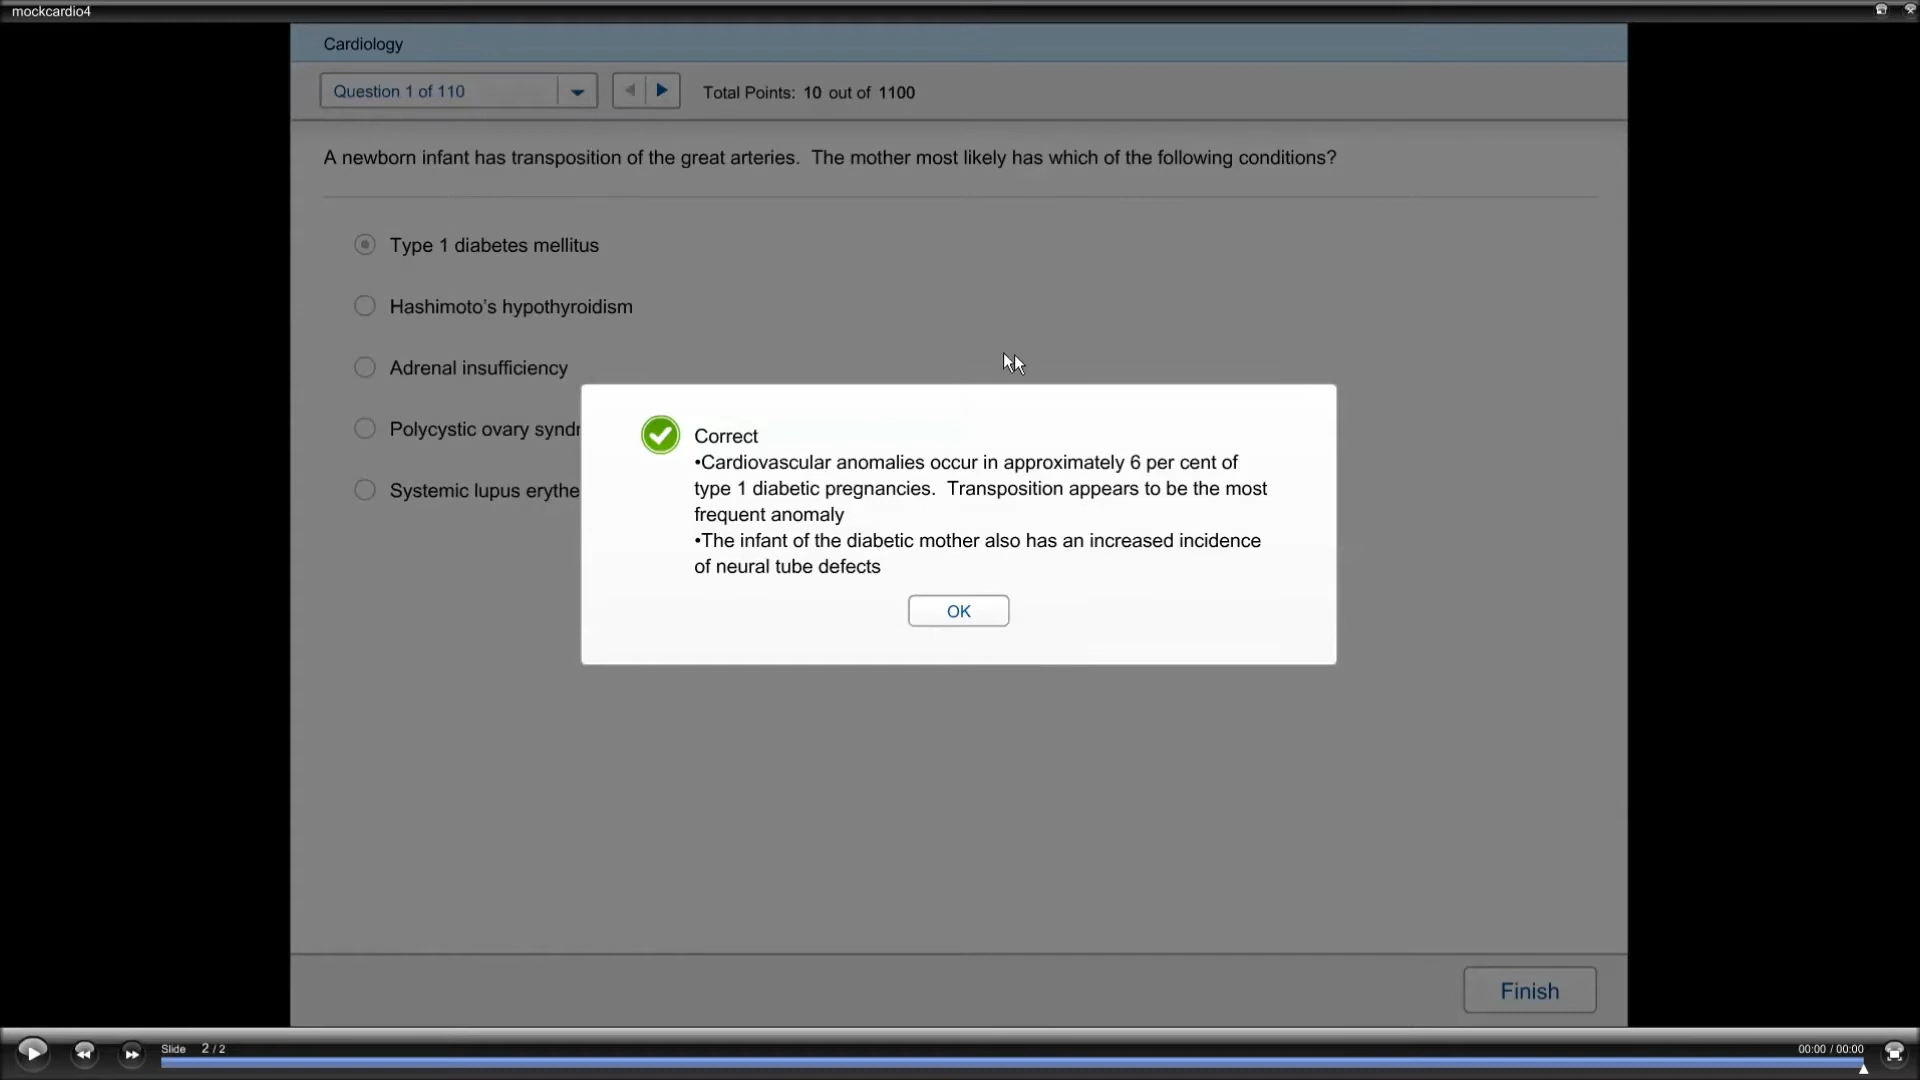 mockcardio4
Cardiology
Question 1 of 110
Total Points: 10 out of 1100
A newborn infant has transposition of the great arteries. The mother most likely has which of the following conditions?
Type 1 diabetes mellitus
Hashimoto's hypothyroidism
Adrenal insufficiency
Polycystic ovary syndr
Systemic lupus erythe
Correct
•Cardiovascular anomalies occur in approximately 6 per cent of
type 1 diabetic pregnancies. Transposition appears to be the most
frequent anomaly
•The infant of the diabetic mother also has an increased incidence
of neural tube defects
OK
Finish
Slide 2 / 2
00:00 / 00:00